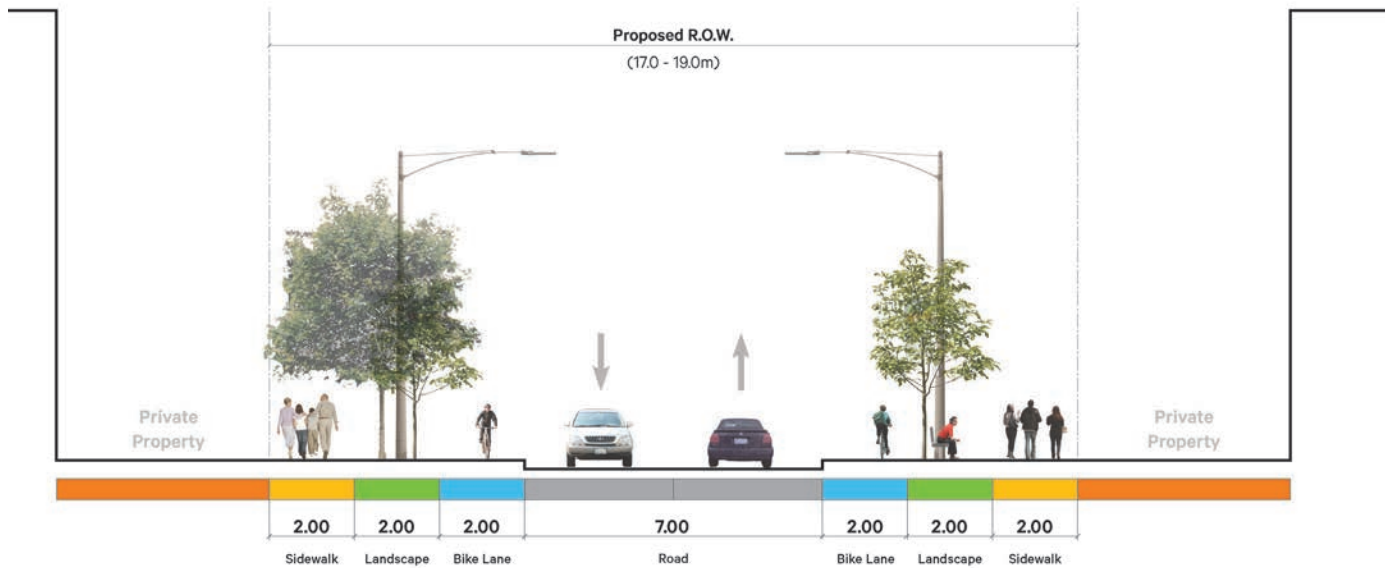 Proposed R.O.W.
(17.0 - 19.0m)
Private
Property
Private
Property
2.00
2.00
2.00
7.00
2.00
2.00
2.00
Sidewalk
Landscape
Bike Lane
Road
Bike Lane
Landscape
Sidewalk